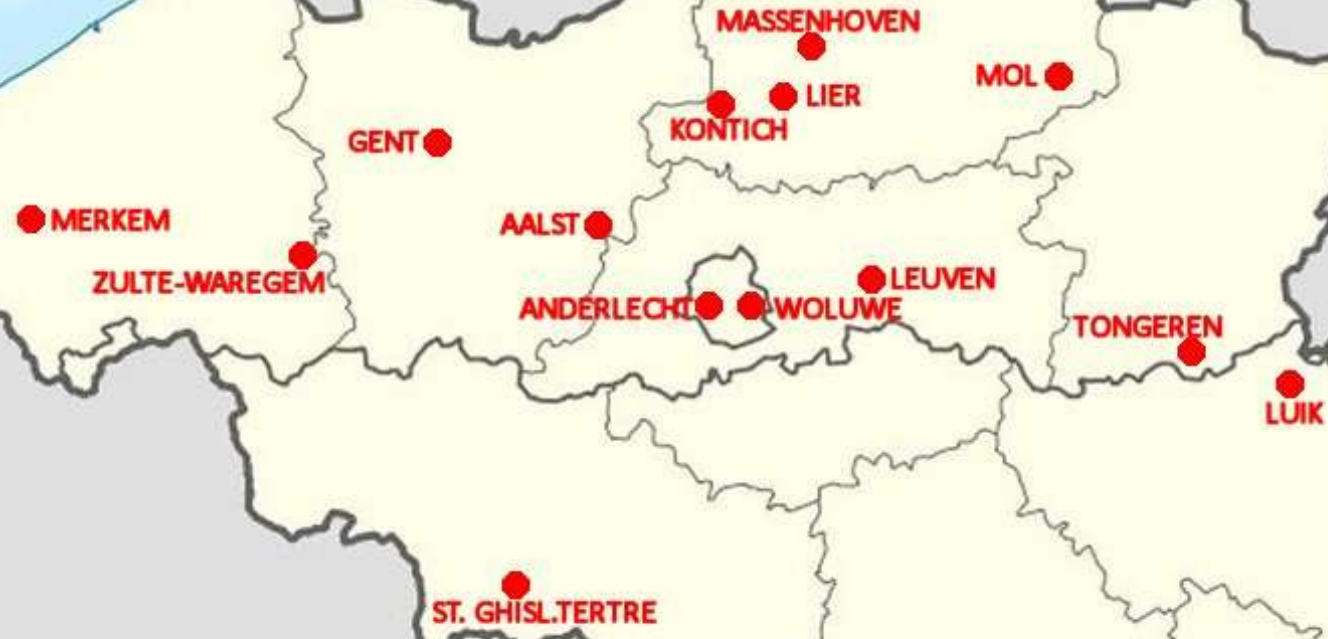 MASSENHOVEN
MOL
LIER
KONTICH
GENT
MERKEM
AALST
ZULTE-WAREGEM
LEUVEN
ANDERLECHT
WOLUWE
TONGEREN
LUIK
ST. GHISL.TERTRE